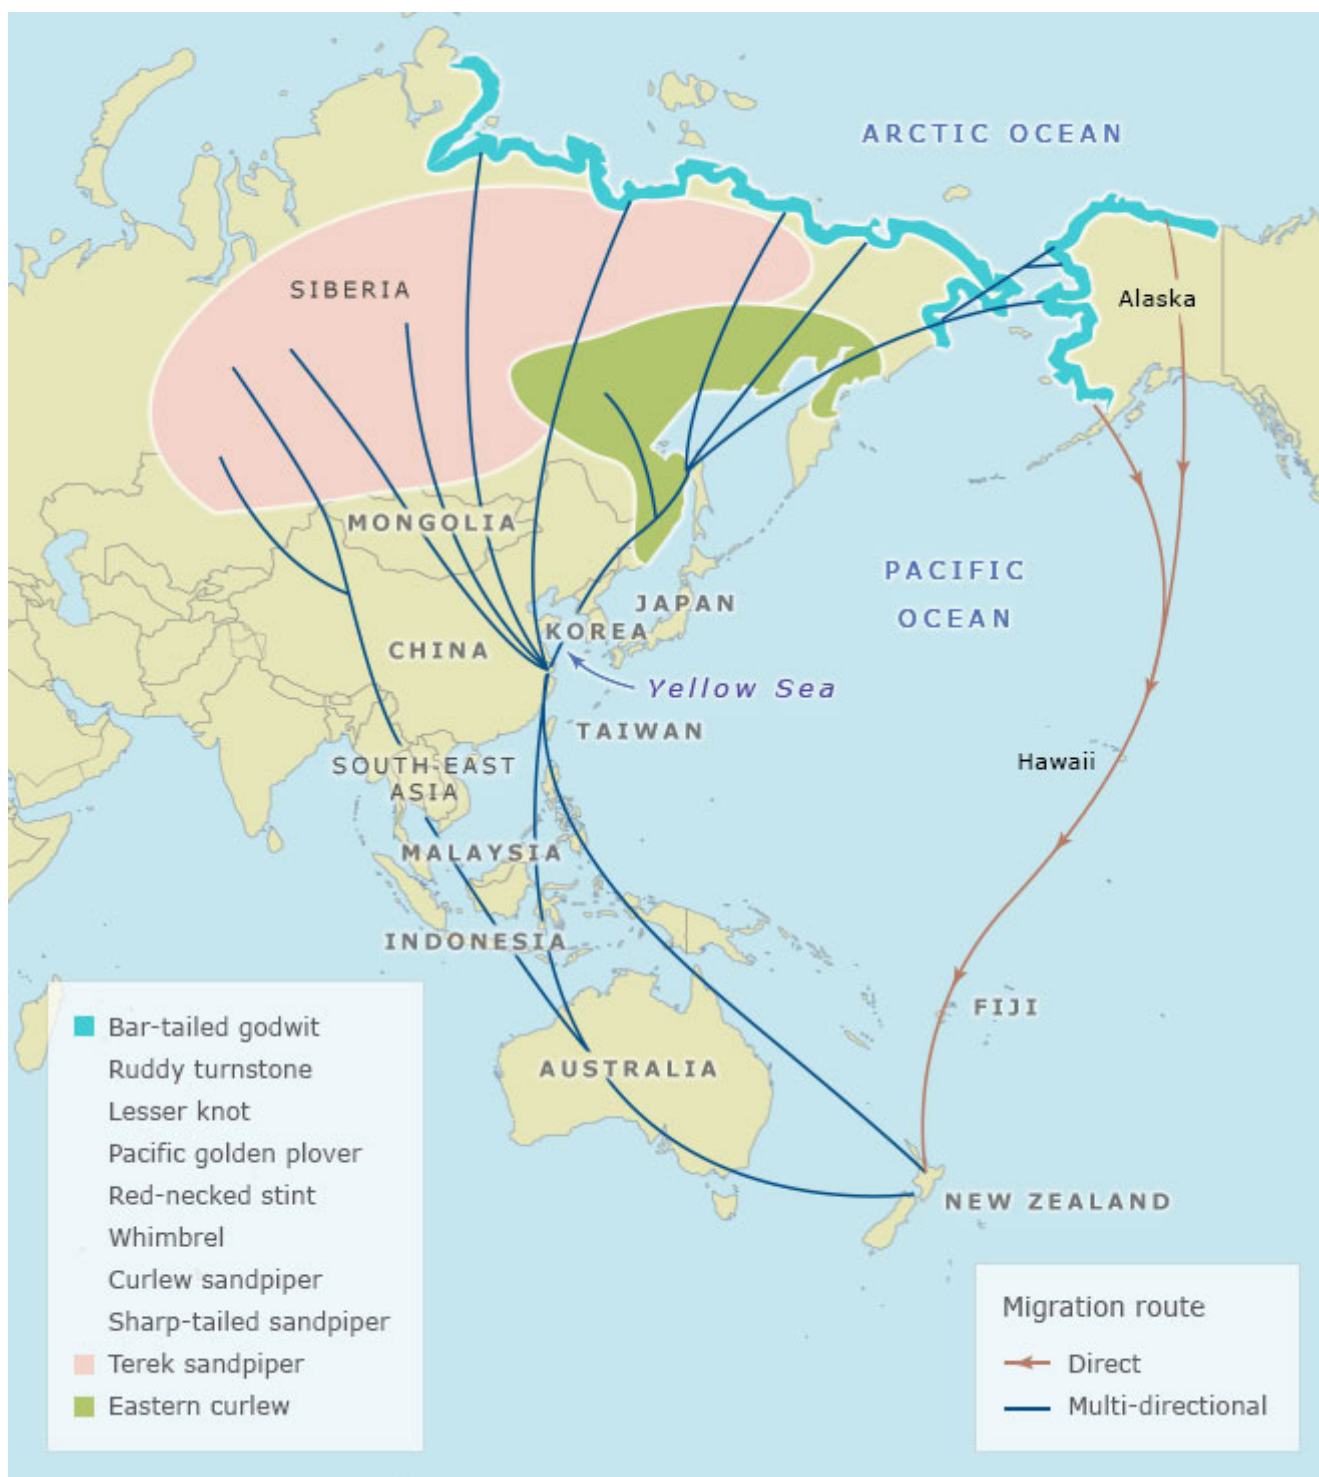 ARCTIC OCEAN
SIBERIA
Alaska
MONGOLIA
PACIFIC
OCEAN
JAPAN
KOREA
CHINA
Yellow Sea
TAIWAN
Hawaii
SOUTH-EAST
ASIA
MALAYSIA
INDONESIA
FIJI
AUSTRALIA
NEW ZEALAND
Bar-tailed godwit
Ruddy turnstone
Lesser knot
Pacific golden plover
Red-necked stint
Whimbrel
Curlew sandpiper
Sharp-tailed sandpiper
Terek sandpiper
Eastern curlew
Migration route
Direct
Multi-directional